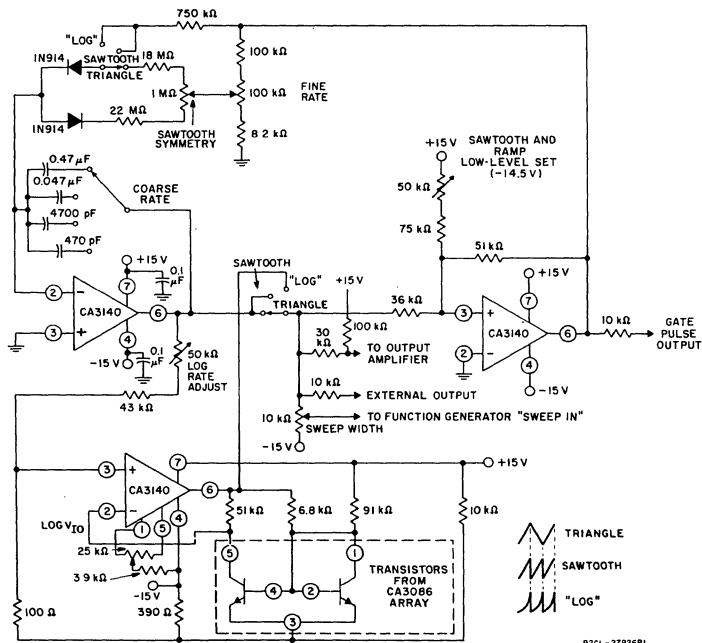 750 kΩ
"LOG"
1N914
SAWTOOTH
TRIANGLE
18 MΩ
100 kΩ
1 MΩ
100 kΩ
FINE
RATE
22 MΩ
1N914
SAWTOOTH
SYMMETRY
8.2 kΩ
0.47 µF
0.047 µF
4700 pF
470 pF
COARSE
RATE
+15 V
SAWTOOTH AND
RAMP
LOW-LEVEL SET
(-14.5 V)
50 kΩ
75 kΩ
51 kΩ
+15 V
0.1
µF
7
2
-
CA3140
6
3
+
4
-15 V
0.1
µF
SAWTOOTH
"LOG"
TRIANGLE
+15 V
100 kΩ
30
kΩ
TO OUTPUT
AMPLIFIER
36 kΩ
+15 V
7
3
+
CA3140
6
2
-
4
-15 V
10 kΩ
GATE
PULSE
OUTPUT
50 kΩ
LOG
RATE
ADJUST
43 kΩ
10 kΩ
EXTERNAL OUTPUT
10 kΩ
SWEEP WIDTH
TO FUNCTION GENERATOR "SWEEP IN"
-15 V
7
+15 V
3
+
CA3140
6
2
-
1
5
4
LOG VIO
25 kΩ
3.9 kΩ
-15 V
100 Ω
390 Ω
51 kΩ
6.8 kΩ
91 kΩ
10 kΩ
5
1
4
2
3
TRANSISTORS
FROM
CA3086
ARRAY
TRIANGLE
SAWTOOTH
"LOG"